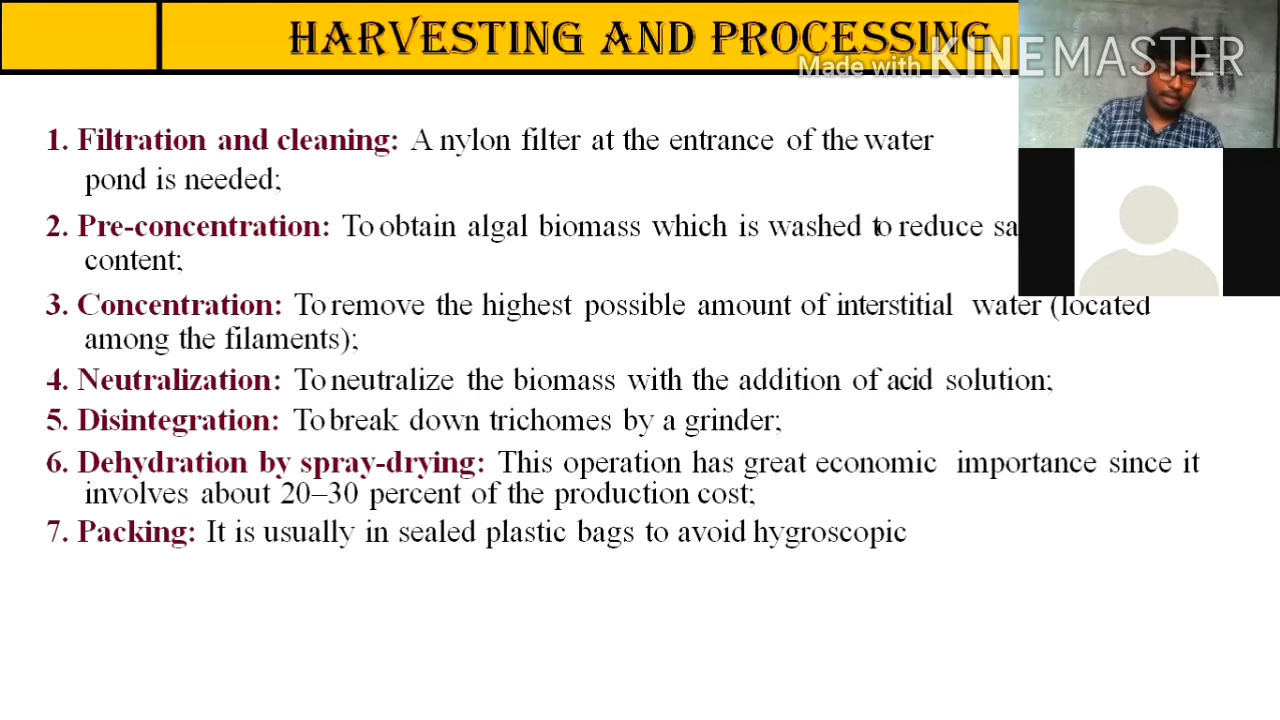 HARVESTING AND PROCESSING
Made with KINEMASTER
1. Filtration and cleaning: A nylon filter at the entrance of the water
pond is needed;
2. Pre-concentration: To obtain algal biomass which is washed to reduce
content;
3. Concentration: To remove the highest possible amount of interstitial water (located
among the filaments);
4. Neutralization: To neutralize the biomass with the addition of acid solution;
5. Disintegration: To break down trichomes by a grinder;
6. Dehydration by spray-drying: This operation has great economic importance since it
involves about 20–30 percent of the production cost;
7. Packing: It is usually in sealed plastic bags to avoid hygroscopic